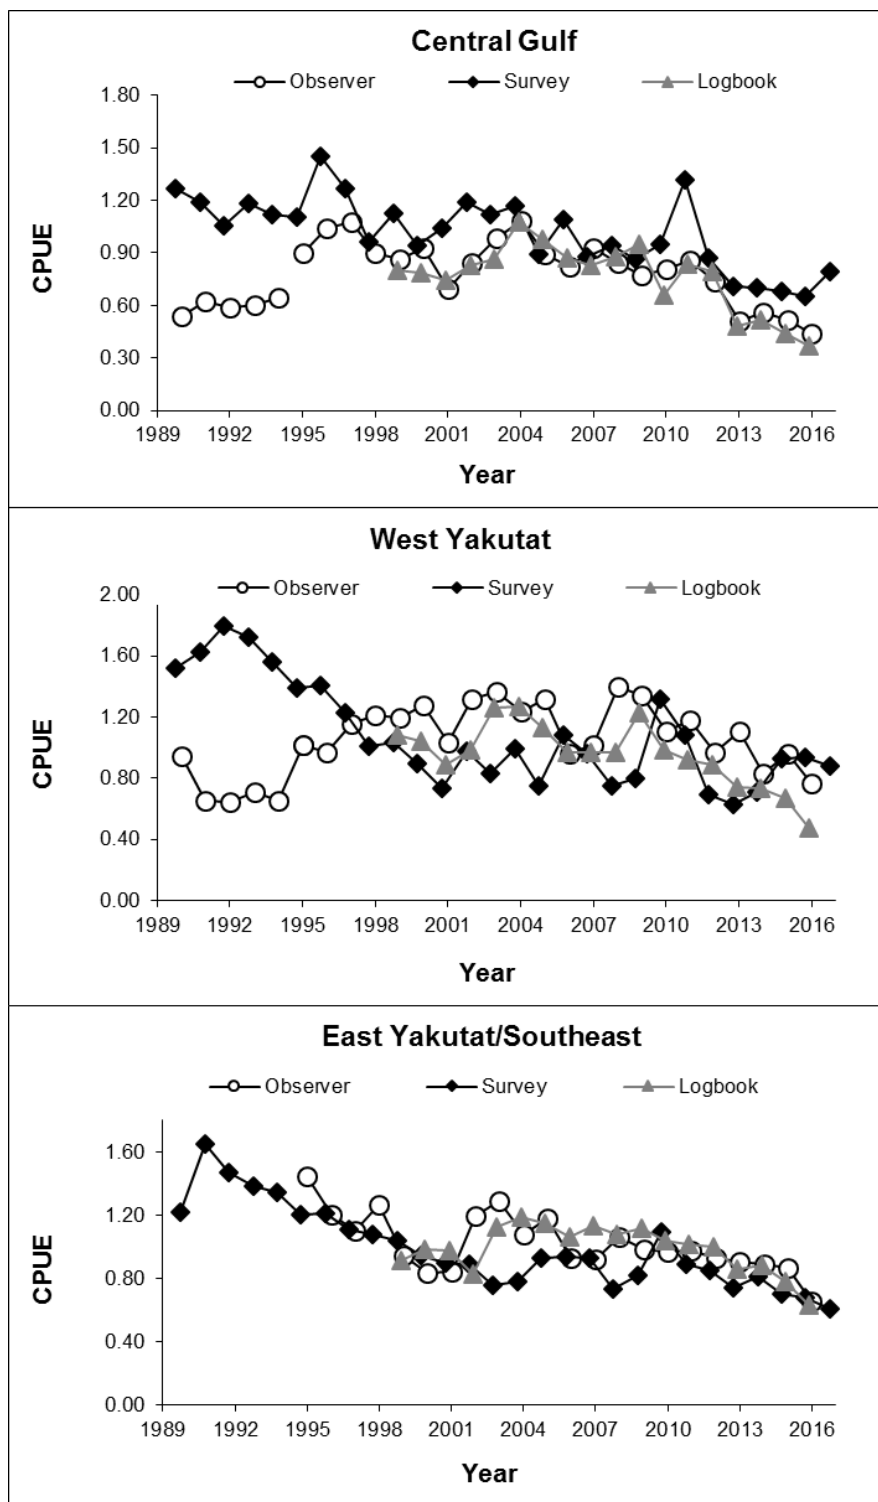 Central Gulf
Observer Survey Logbook
1.80
1.50
1.20
0.90
0.60
0.30
0.00
CPUE
1989 1992 1995 1998 2001 2004 2007 2010 2013 2016
Year
West Yakutat
Observer Survey Logbook
2.00
1.60
1.20
0.80
0.40
0.00
CPUE
1989 1992 1995 1998 2001 2004 2007 2010 2013 2016
Year
East Yakutat/Southeast
Observer Survey Logbook
1.60
1.20
0.80
0.40
0.00
CPUE
1989 1992 1995 1998 2001 2004 2007 2010 2013 2016
Year